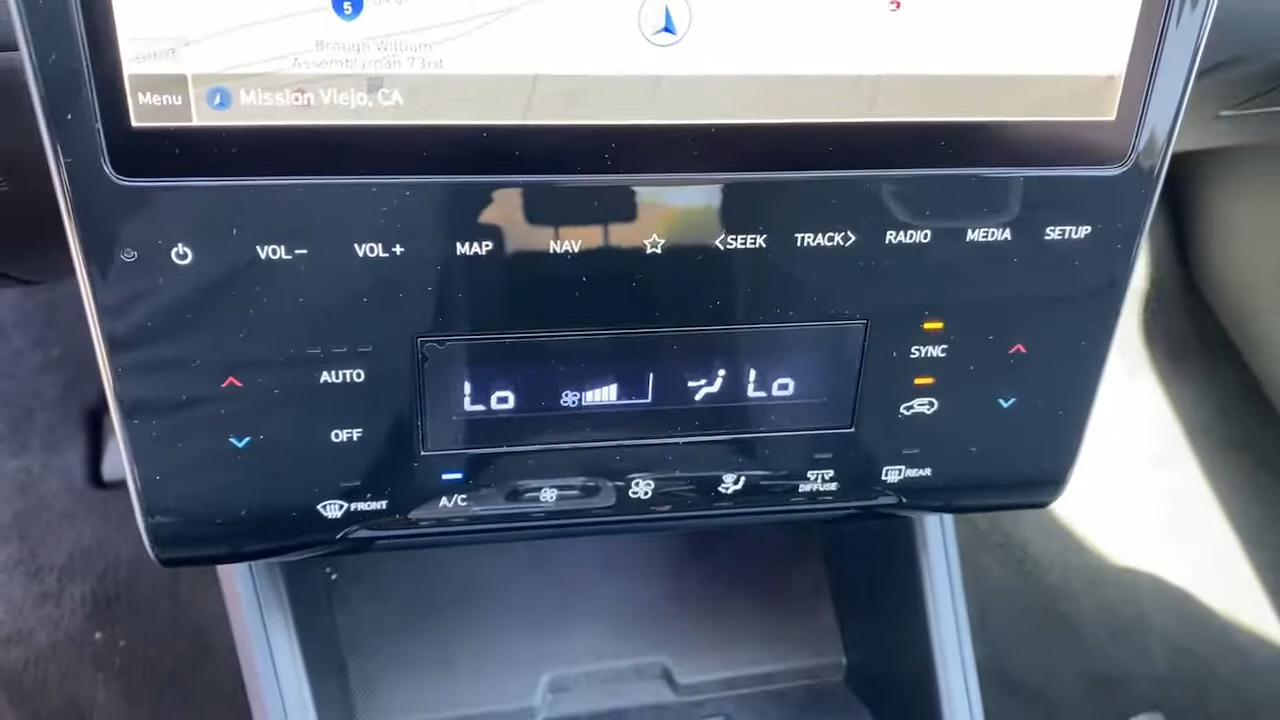 5
Brough William
Assemblyman 73rd
Menu
Mission Viejo, CA
VOL- VOL+ MAP NAV <SEEK TRACK> RADIO MEDIA SETUP
AUTO
SYNC
Lo Lo
OFF
FRONT A/C DIFFUSE REAR